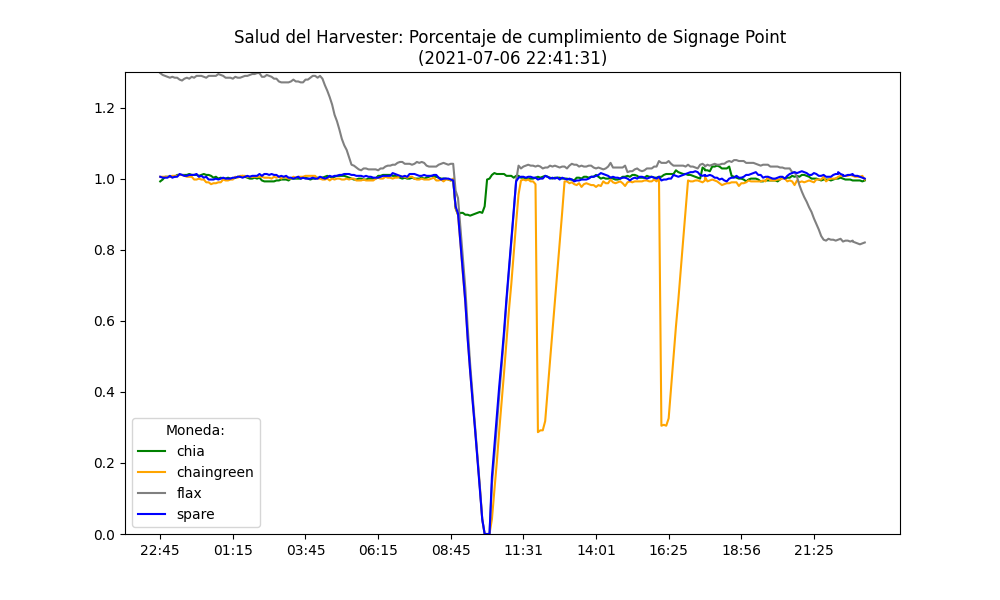 Salud del Harvester: Porcentaje de cumplimiento de Signage Point
(2021-07-06 22:41:31)
1.2
1.0
0.8
0.6
0.4
0.2
0.0
Moneda:
chia
chaingreen
flax
spare
22:45 01:15 03:45 06:15 08:45 11:31 14:01 16:25 18:56 21:25